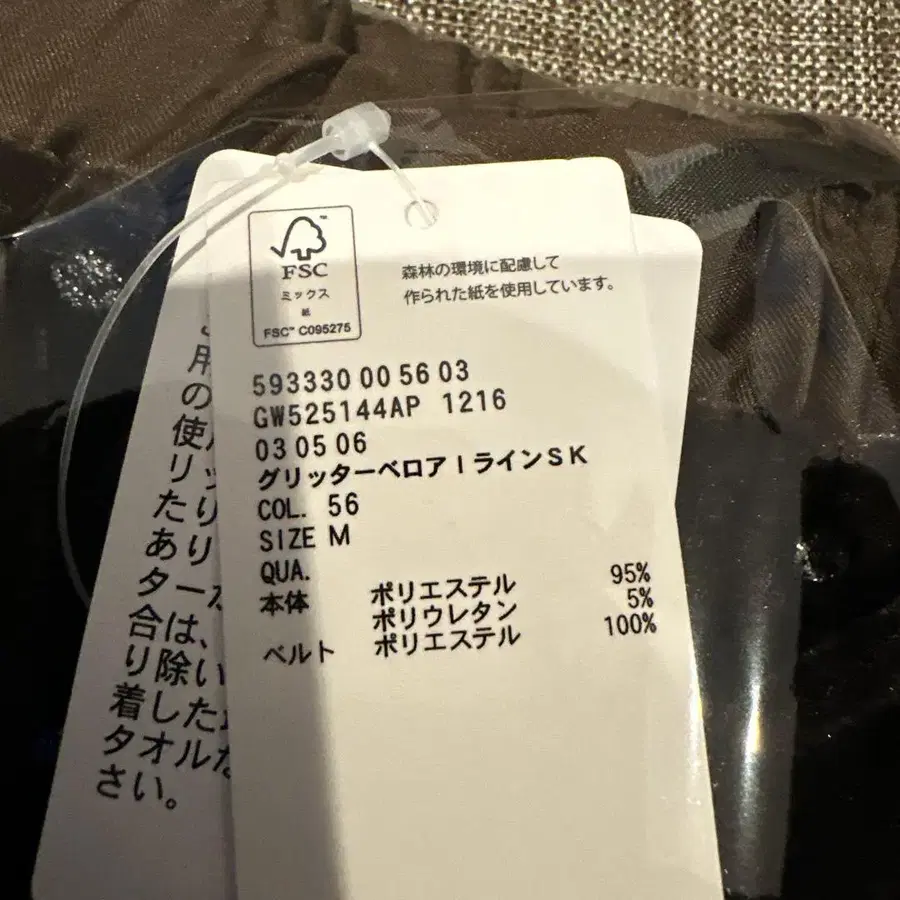 FSC™
ミックス
紙
FSC™ C095275
森林の環境に配慮して
作られた紙を使用しています。
593330 00 56 03
GW525144AP 1216
03 05 06
グリッターベロア I ラインSK
COL. 56
SIZE M
QUA.
本体 ポリエステル 95%
ポリウレタン 5%
ベルト ポリエステル 100%
用
の
使
リッ
たり
あり
ターが
合は、
り除い
着した
タオルな
さい。